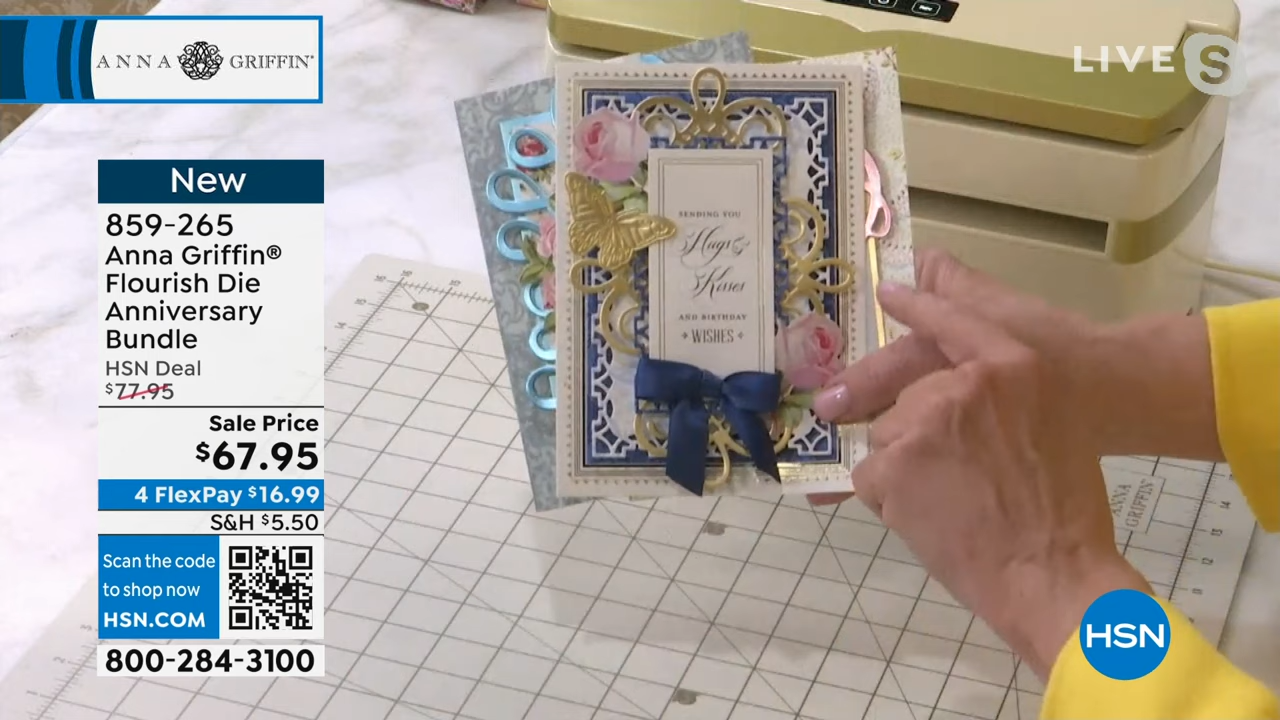 ANNA GRIFFIN®
LIVE S
New
859-265
Anna Griffin®
Flourish Die
Anniversary
Bundle
HSN Deal
$77.95
Sale Price
$67.95
4 FlexPay $16.99
S&H $5.50
Scan the code
to shop now
HSN.COM
800-284-3100
SENDING YOU
Hugs &
Kisses
AND BIRTHDAY
WISHES
ANNA
GRIFFIN
HSN